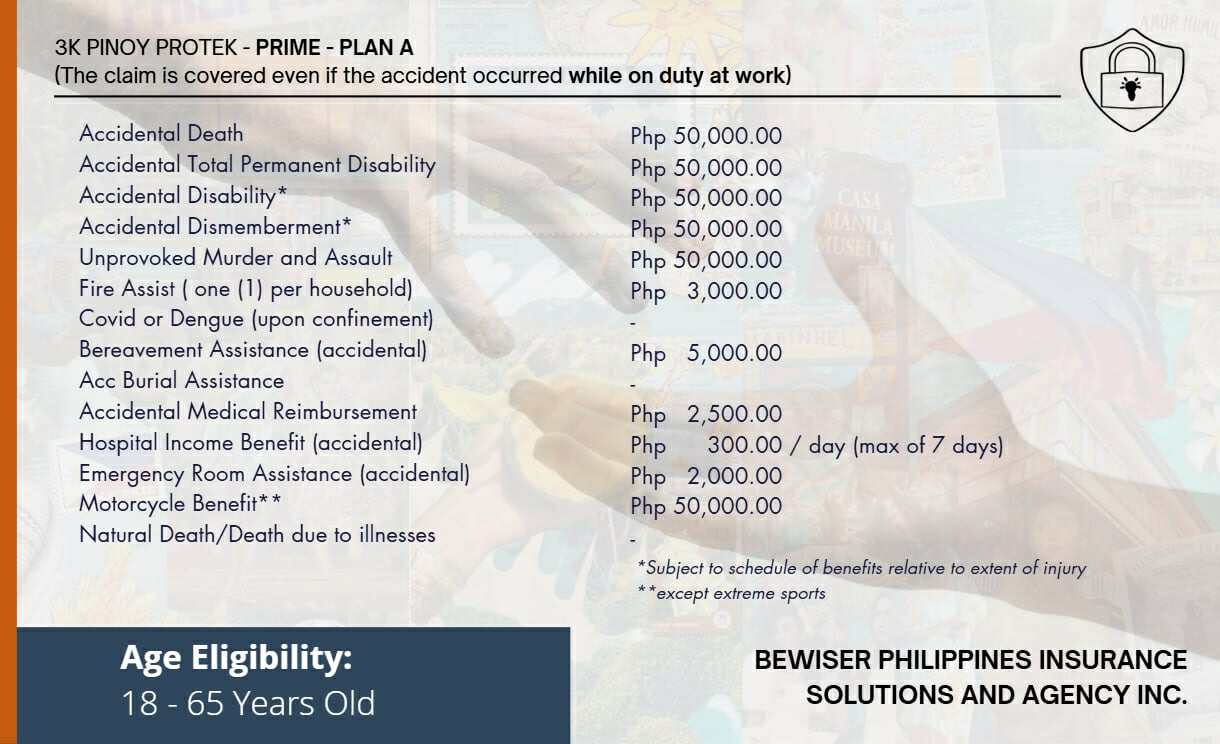 3K PINOY PROTEK - PRIME - PLAN A
(The claim is covered even if the accident occurred while on duty at work)
Accidental Death Php 50,000.00
Accidental Total Permanent Disability Php 50,000.00
Accidental Disability* Php 50,000.00
Accidental Dismemberment* Php 50,000.00
Unprovoked Murder and Assault Php 50,000.00
Fire Assist ( one (1) per household) Php 3,000.00
Covid or Dengue (upon confinement) -
Bereavement Assistance (accidental) Php 5,000.00
Acc Burial Assistance -
Accidental Medical Reimbursement Php 2,500.00
Hospital Income Benefit (accidental) Php 300.00 / day (max of 7 days)
Emergency Room Assistance (accidental) Php 2,000.00
Motorcycle Benefit** Php 50,000.00
Natural Death/Death due to illnesses -
*Subject to schedule of benefits relative to extent of injury
**except extreme sports
Age Eligibility:
18 - 65 Years Old
BEWISER PHILIPPINES INSURANCE
SOLUTIONS AND AGENCY INC.
CASA
MANILA
MUSEUM